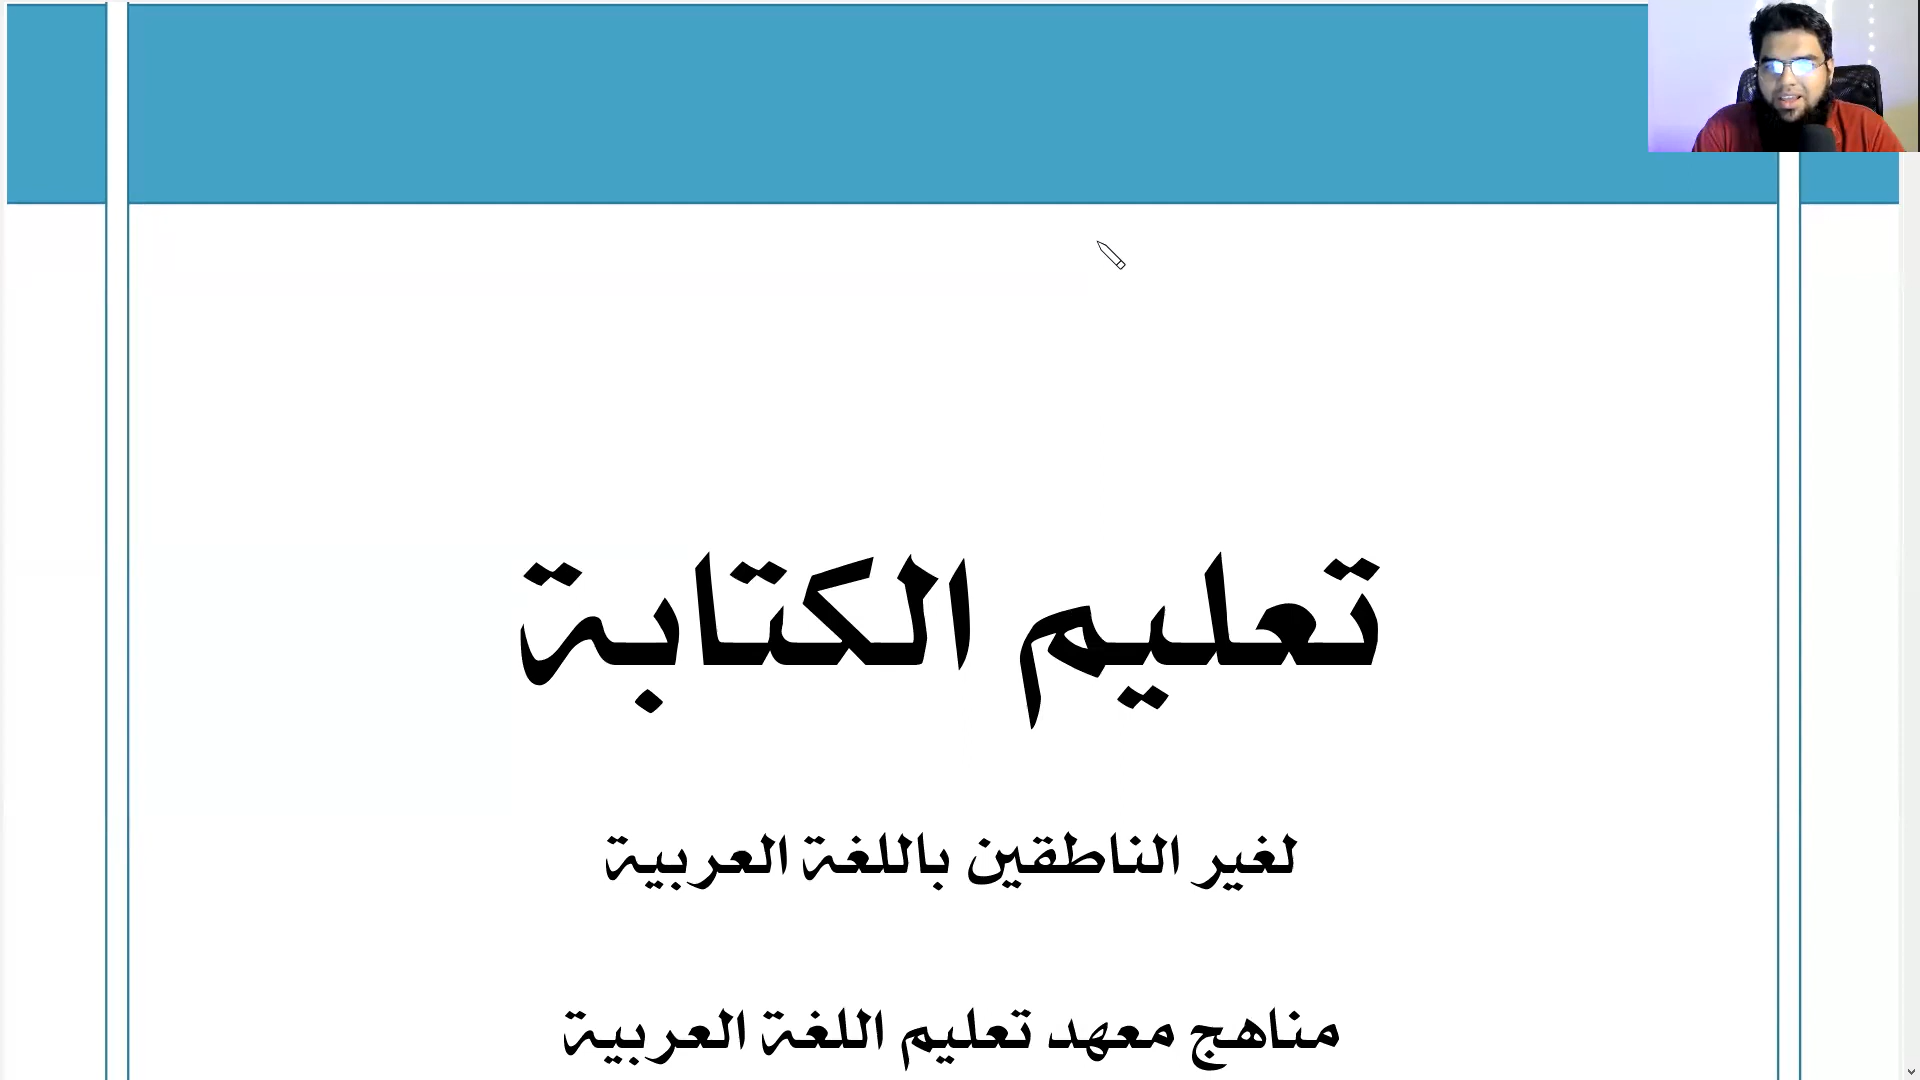 تعليم الكتابة
لغير الناطقين باللغة العربية
مناهج معهد تعليم اللغة العربية